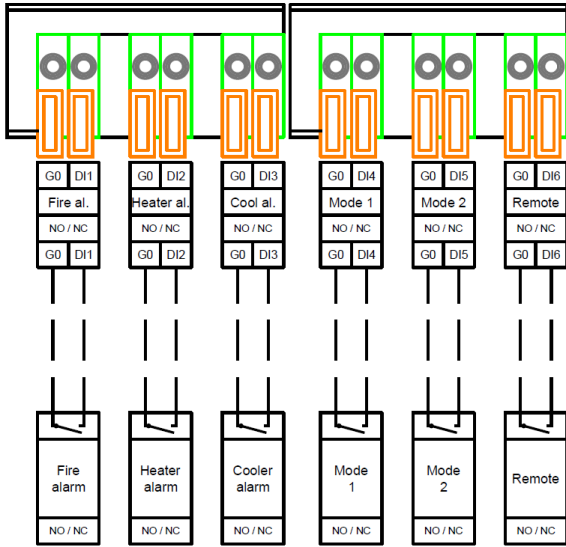 G0 DI1 G0 DI2 G0 DI3 G0 DI4 G0 DI5 G0 DI6
Fire al. Heater al. Cool al. Mode 1 Mode 2 Remote
NO / NC NO / NC NO / NC NO / NC NO / NC NO / NC
G0 DI1 G0 DI2 G0 DI3 G0 DI4 G0 DI5 G0 DI6
Fire Heater Cooler Mode Mode Remote
alarm alarm alarm 1 2
NO / NC NO / NC NO / NC NO / NC NO / NC NO / NC